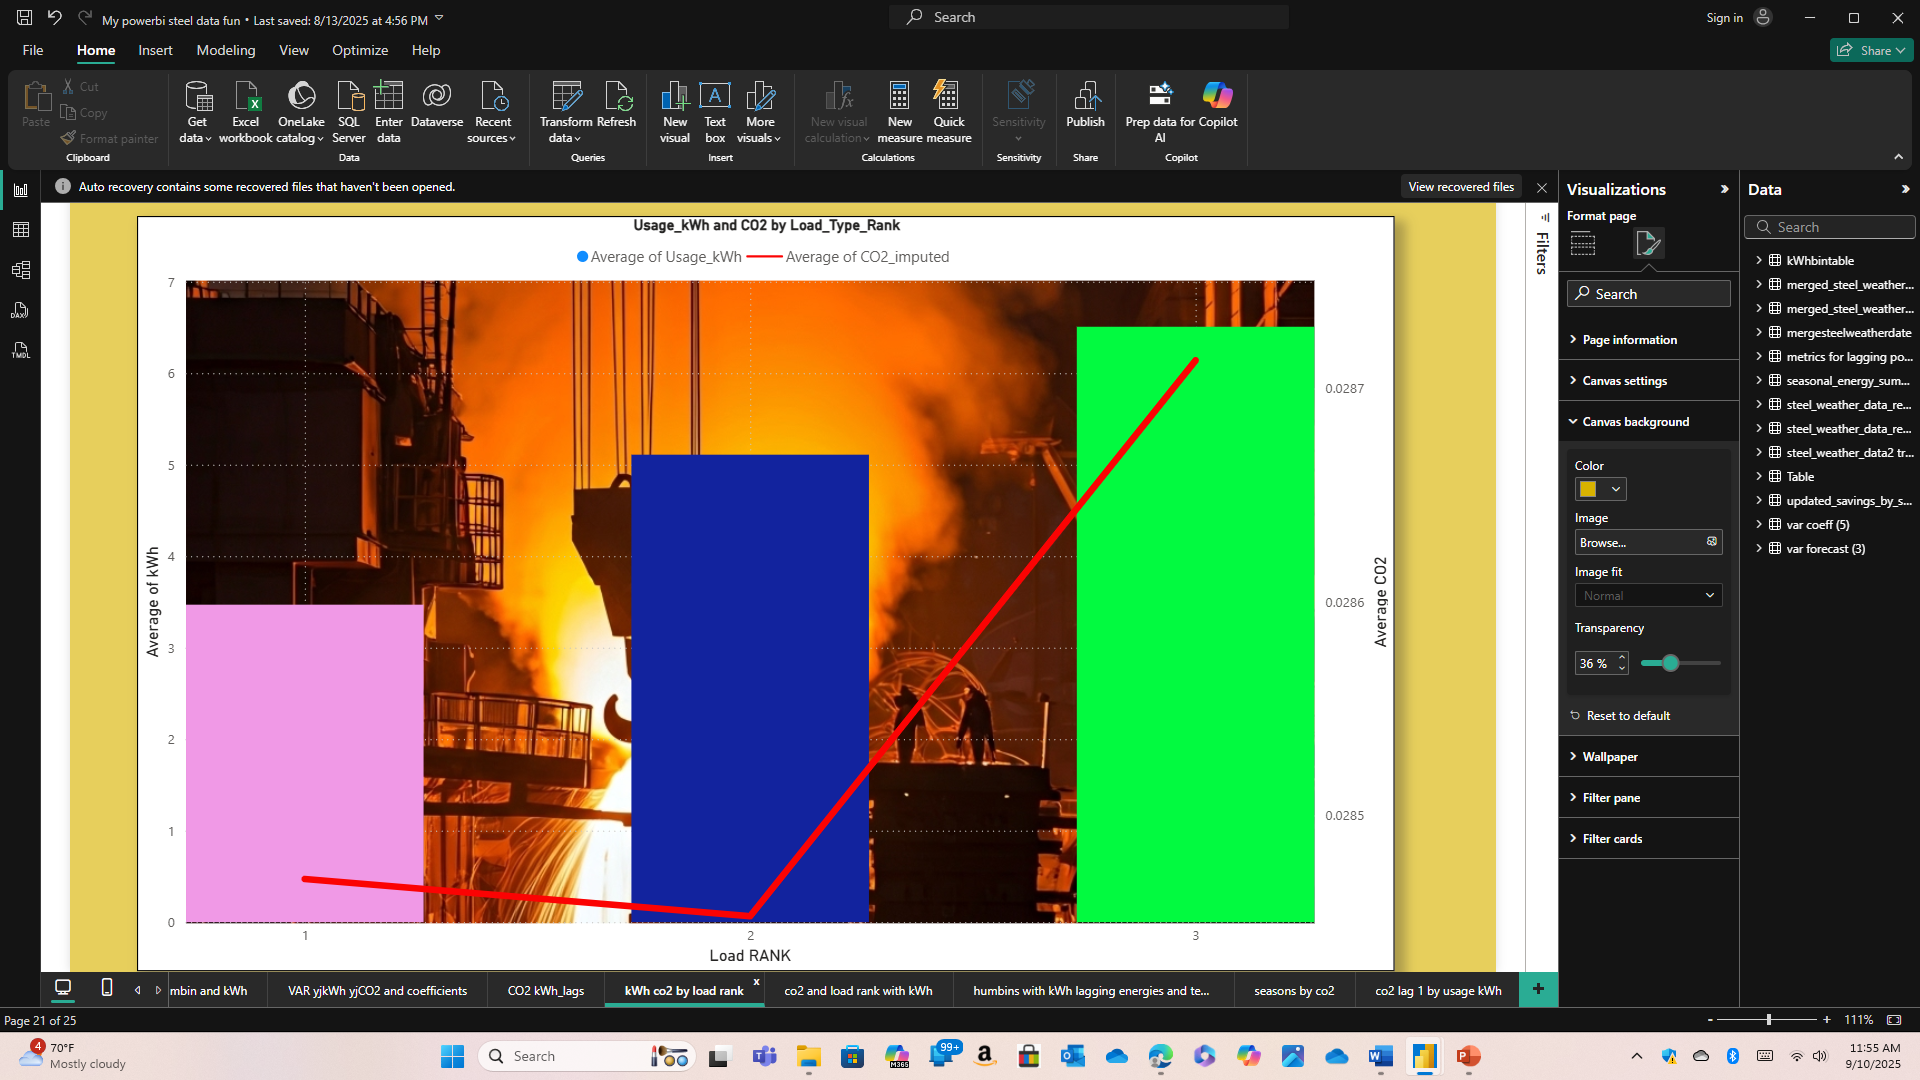 My powerbi steel data fun • Last saved: 8/13/2025 at 4:56 PM
Search
Sign in
File
Home
Insert
Modeling
View
Optimize
Help
Share
Paste
Cut
Copy
Format painter
Clipboard
Get data
Excel workbook
OneLake catalog
SQL Server
Enter data
Dataverse
Recent sources
Data
Transform data
Refresh
Queries
New visual
Text box
More visuals
Insert
New visual calculation
New measure
Quick measure
Calculations
Sensitivity
Sensitivity
Publish
Share
Prep data for AI
Copilot
Copilot
Auto recovery contains some recovered files that haven't been opened.
View recovered files
Usage_kWh and CO2 by Load_Type_Rank
Average of Usage_kWh
Average of CO2_imputed
Average of kWh
7
6
5
4
3
2
1
0
1
2
3
Load RANK
0.0287
0.0286
0.0285
Average CO2
Filters
Visualizations
Format page
Search
Page information
Canvas settings
Canvas background
Color
Image
Browse...
Image fit
Normal
Transparency
36 %
Reset to default
Wallpaper
Filter pane
Filter cards
Data
Search
kWhbintable
merged_steel_weather...
merged_steel_weather...
mergesteelweatherdate
metrics for lagging po...
seasonal_energy_sum...
steel_weather_data_re...
steel_weather_data_re...
steel_weather_data2 tr...
Table
updated_savings_by_s...
var coeff (5)
var forecast (3)
DAX
TMDL
mbin and kWh
VAR yjkWh yjCO2 and coefficients
CO2 kWh_lags
kWh co2 by load rank
x
co2 and load rank with kWh
humbins with kWh lagging energies and te...
seasons by co2
co2 lag 1 by usage kWh
+
Page 21 of 25
- + 111%
4
70°F
Mostly cloudy
Search
M365
99+
11:55 AM
9/10/2025